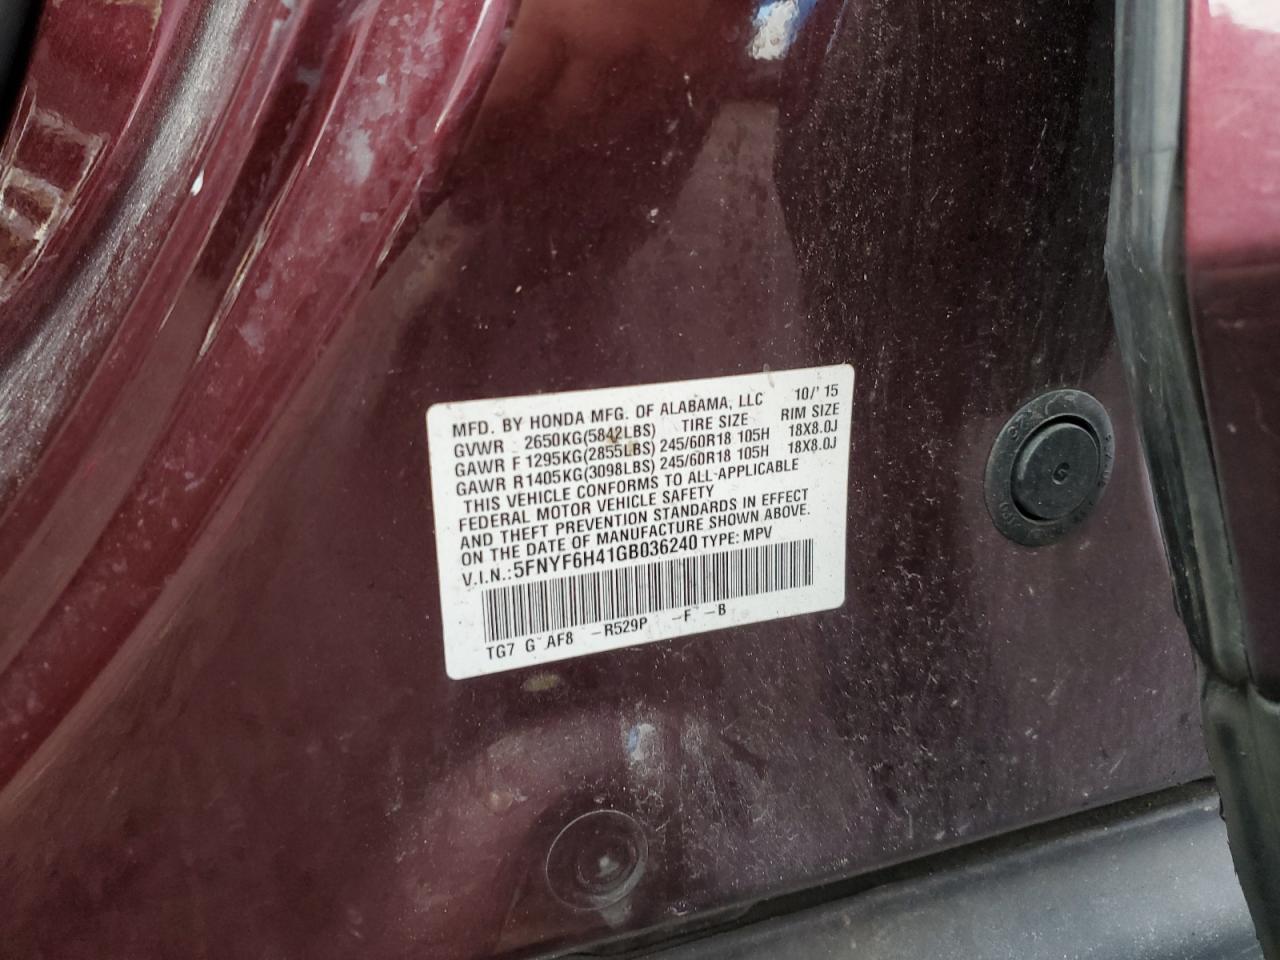 MFD. BY HONDA MFG. OF ALABAMA, LLC 10/'15
GVWR 2650KG(5842LBS) TIRE SIZE RIM SIZE
GAWR F 1295KG(2855LBS) 245/60R18 105H 18X8.0J
GAWR R1405KG(3098LBS) 245/60R18 105H 18X8.0J
THIS VEHICLE CONFORMS TO ALL APPLICABLE
FEDERAL MOTOR VEHICLE SAFETY
AND THEFT PREVENTION STANDARDS IN EFFECT
ON THE DATE OF MANUFACTURE SHOWN ABOVE.
V.I.N.:5FNYF6H41GB036240 TYPE: MPV
TG7 G AF8 -R529P -F -B
G